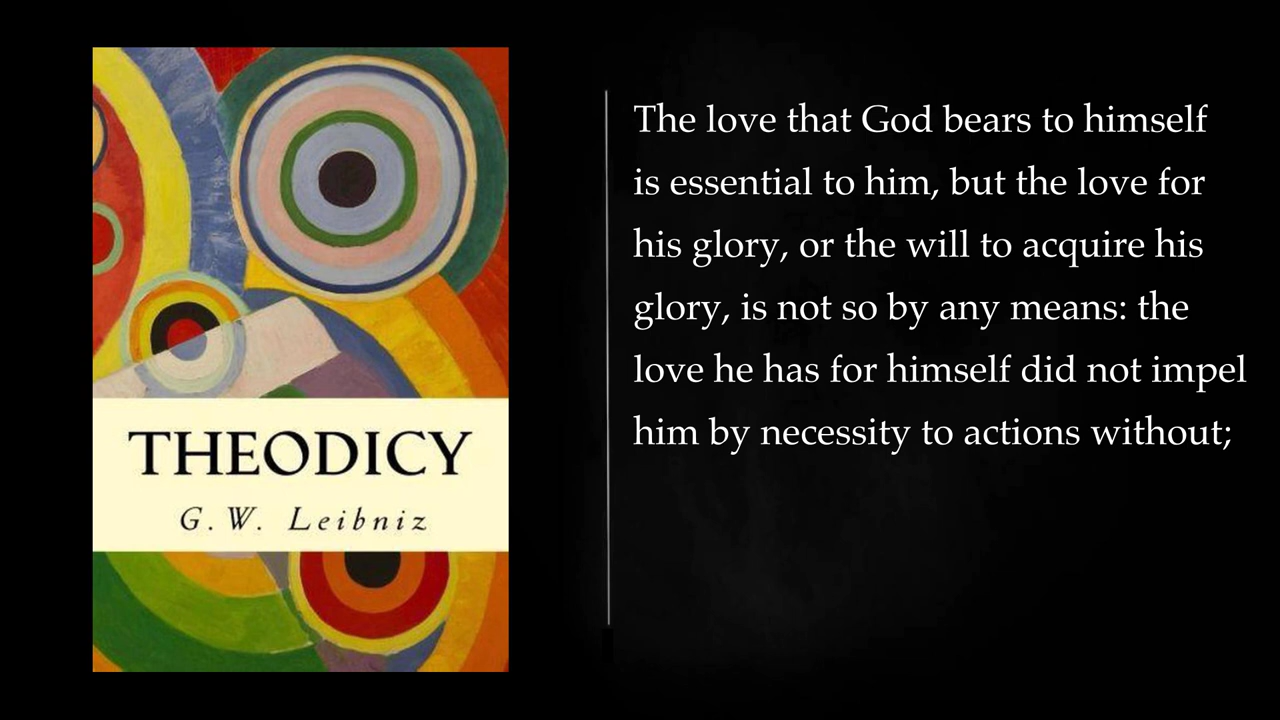 THEODICY
G. W. Leibniz
The love that God bears to himself
is essential to him, but the love for
his glory, or the will to acquire his
glory, is not so by any means: the
love he has for himself did not impel
him by necessity to actions without;